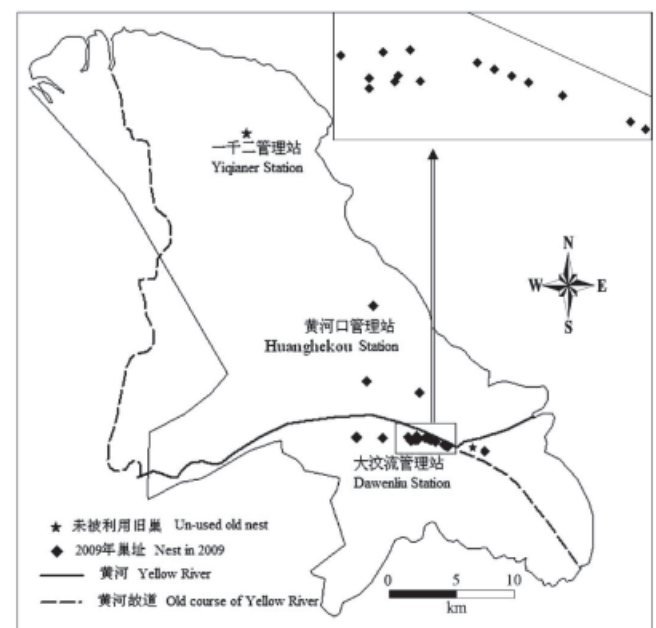 一千二管理站
Yiqianer Station
N
W E
S
黄河口管理站
Huanghekou Station
大汶流管理站
Dawenliu Station
★ 未被利用旧巢 Un-used old nest
◆ 2009年巢址 Nest in 2009
黄河 Yellow River
黄河故道 Old course of Yellow River
0 5 10
km